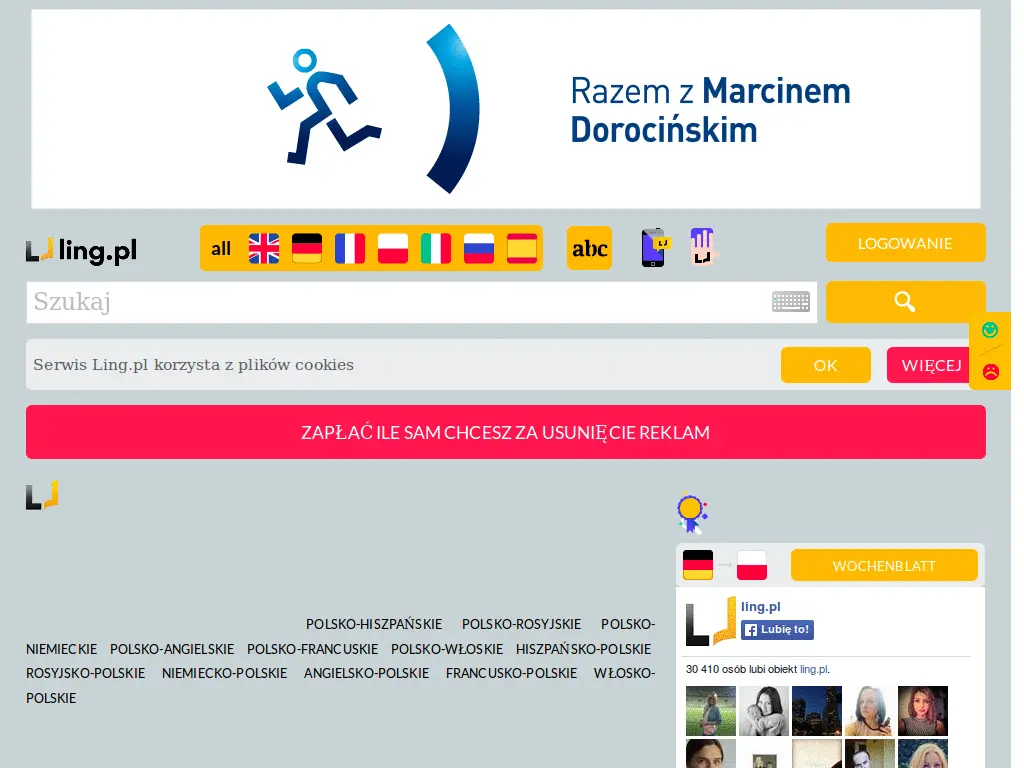 Razem z Marcinem
Dorocińskim
ling.pl
all
abc
LOGOWANIE
Szukaj
Serwis Ling.pl korzysta z plików cookies
OK
WIĘCEJ
ZAPŁAĆ ILE SAM CHCESZ ZA USUNIĘCIE REKLAM
WOCHENBLATT
ling.pl
Lubię to!
30 410 osób lubi obiekt ling.pl.
POLSKO-HISZPAŃSKIE POLSKO-ROSYJSKIE POLSKO-
NIEMIECKIE POLSKO-ANGIELSKIE POLSKO-FRANCUSKIE POLSKO-WŁOSKIE HISZPAŃSKO-POLSKIE
ROSYJSKO-POLSKIE NIEMIECKO-POLSKIE ANGIELSKO-POLSKIE FRANCUSKO-POLSKIE WŁOSKO-
POLSKIE